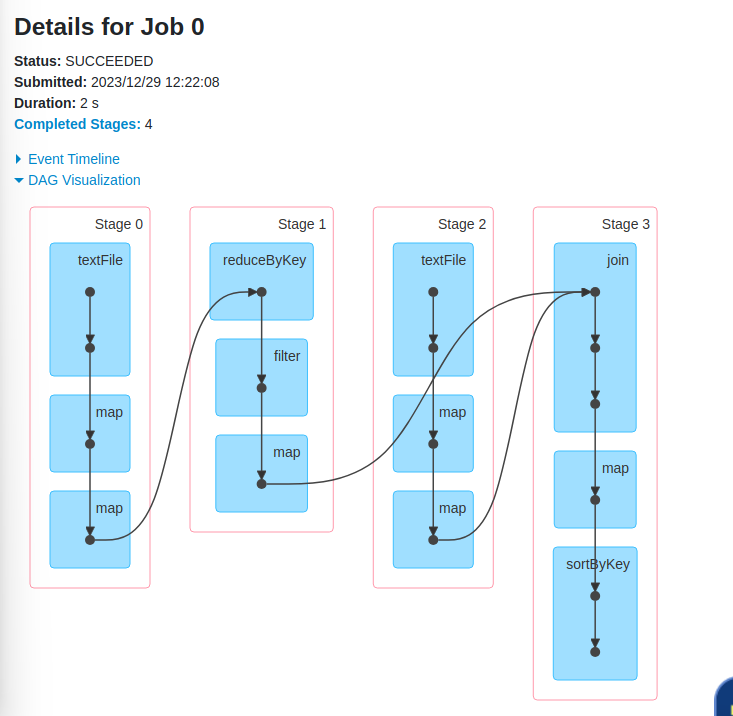 Details for Job 0
Status: SUCCEEDED
Submitted: 2023/12/29 12:22:08
Duration: 2 s
Completed Stages: 4
Event Timeline
DAG Visualization
Stage 0
textFile
map
map
Stage 1
reduceByKey
filter
map
Stage 2
textFile
map
map
Stage 3
join
map
sortByKey